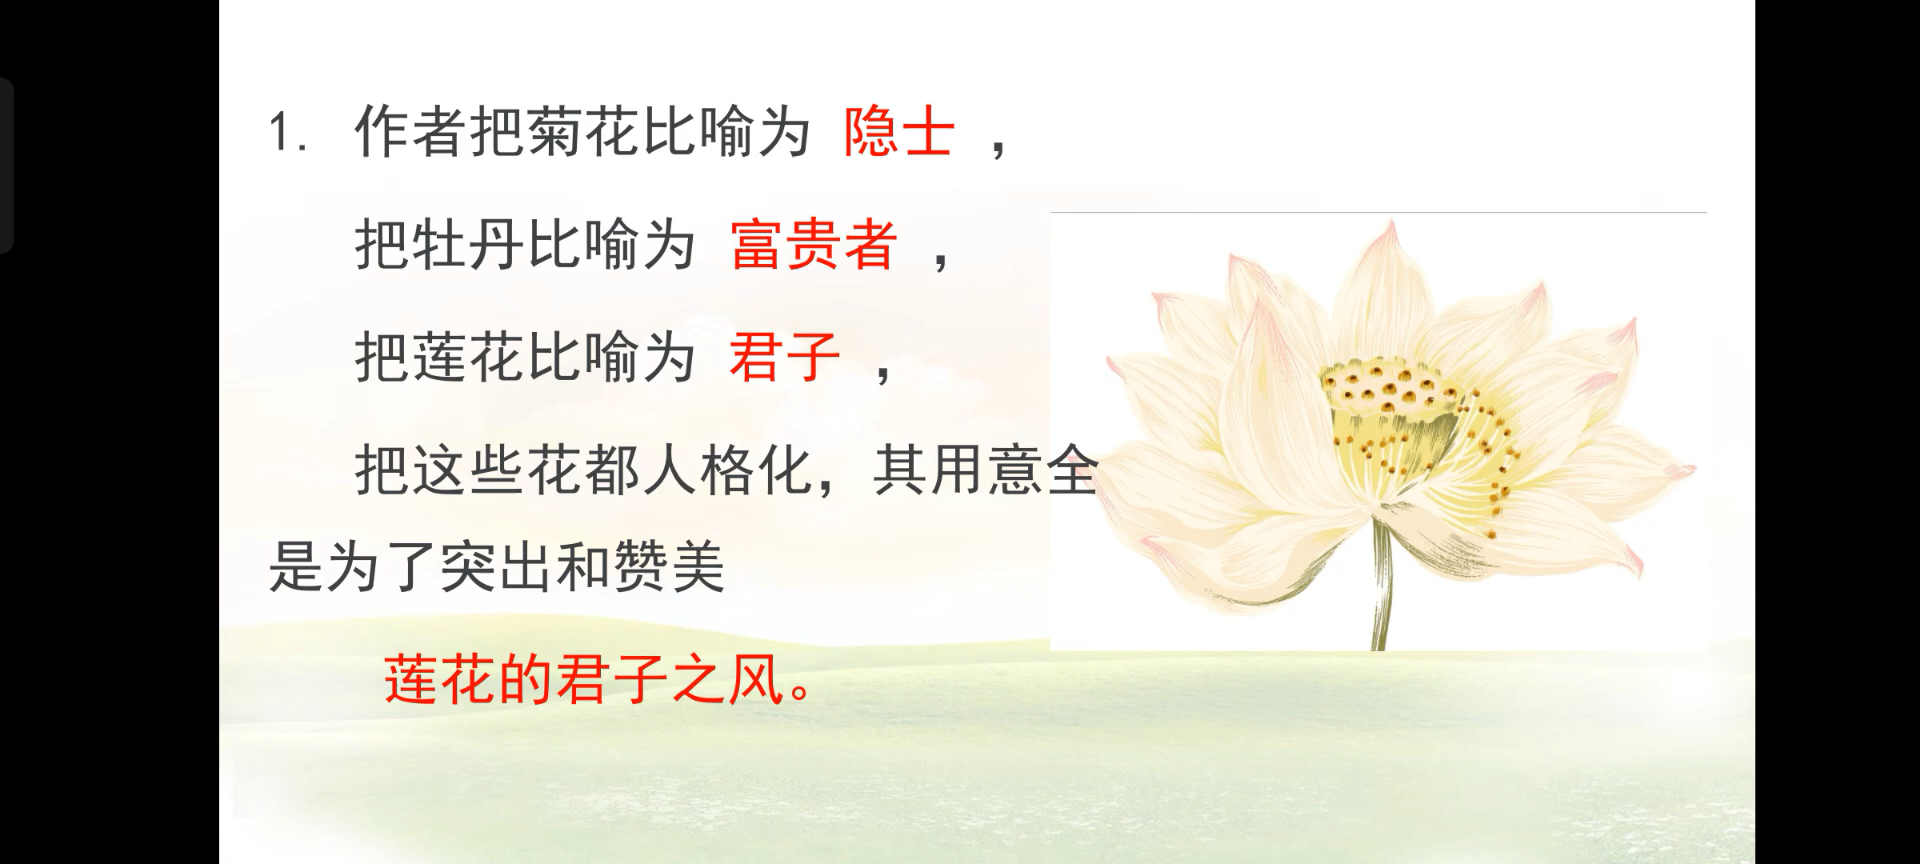 1. 作者把菊花比喻为 隐士 ，
把牡丹比喻为 富贵者 ，
把莲花比喻为 君子 ，
把这些花都人格化，其用意全
是为了突出和赞美
莲花的君子之风。